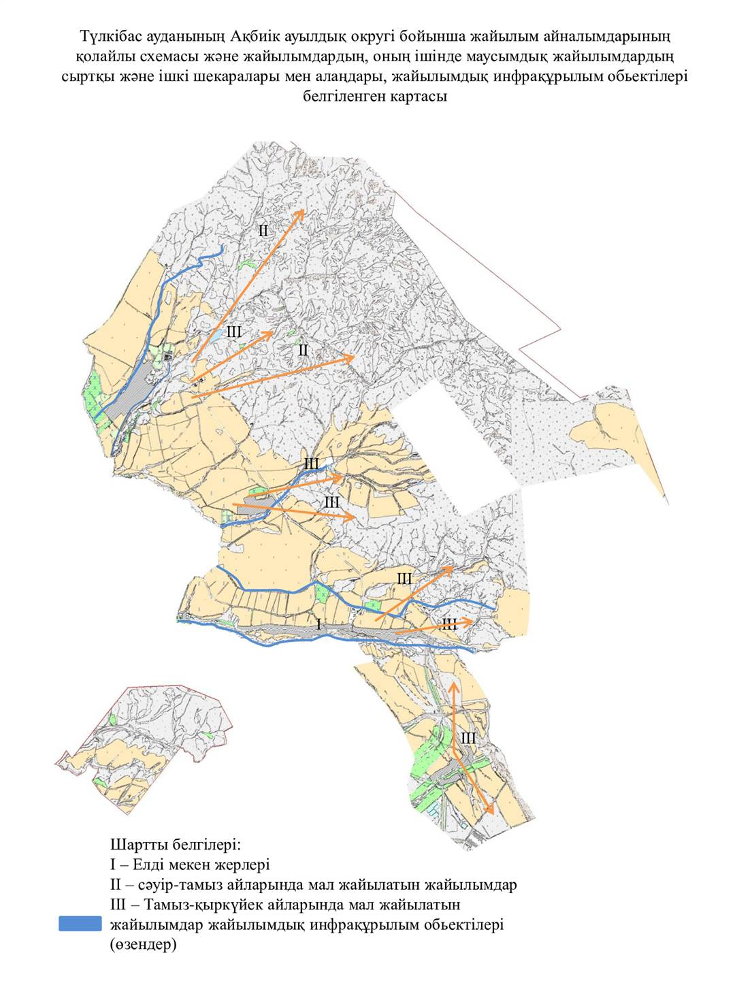 Түлкібас ауданының Ақбиік ауылдық округі бойынша жайылым айналымдарының
қолайлы схемасы және жайылымдардың, оның ішінде маусымдық жайылымдардың
сыртқы және ішкі шекаралары мен алаңдары, жайылымдық инфрақұрылым обьектілері
белгіленген картасы
II
III
II
III
III
III
I
III
III
Шартты белгілері:
I – Елді мекен жерлері
II – сәуір-тамыз айларында мал жайылатын жайылымдар
III – Тамыз-қыркүйек айларында мал жайылатын
жайылымдар жайылымдық инфрақұрылым обьектілері
(өзендер)